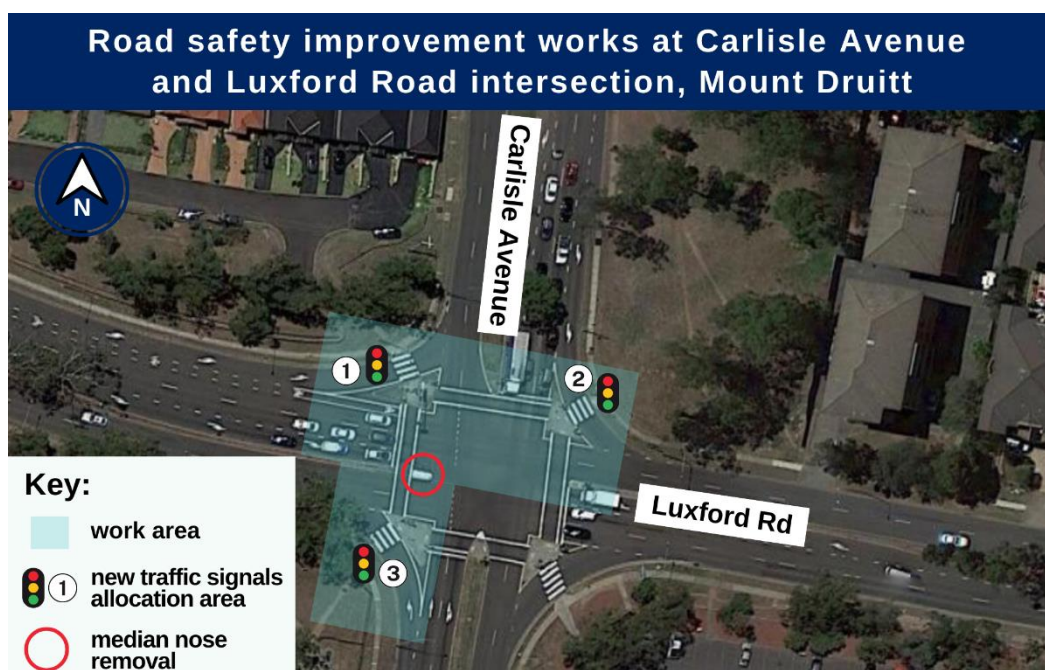 Road safety improvement works at Carlisle Avenue
and Luxford Road intersection, Mount Druitt
N
Carlisle Avenue
1
2
Luxford Rd
3
Key:
work area
1 new traffic signals
allocation area
median nose
removal